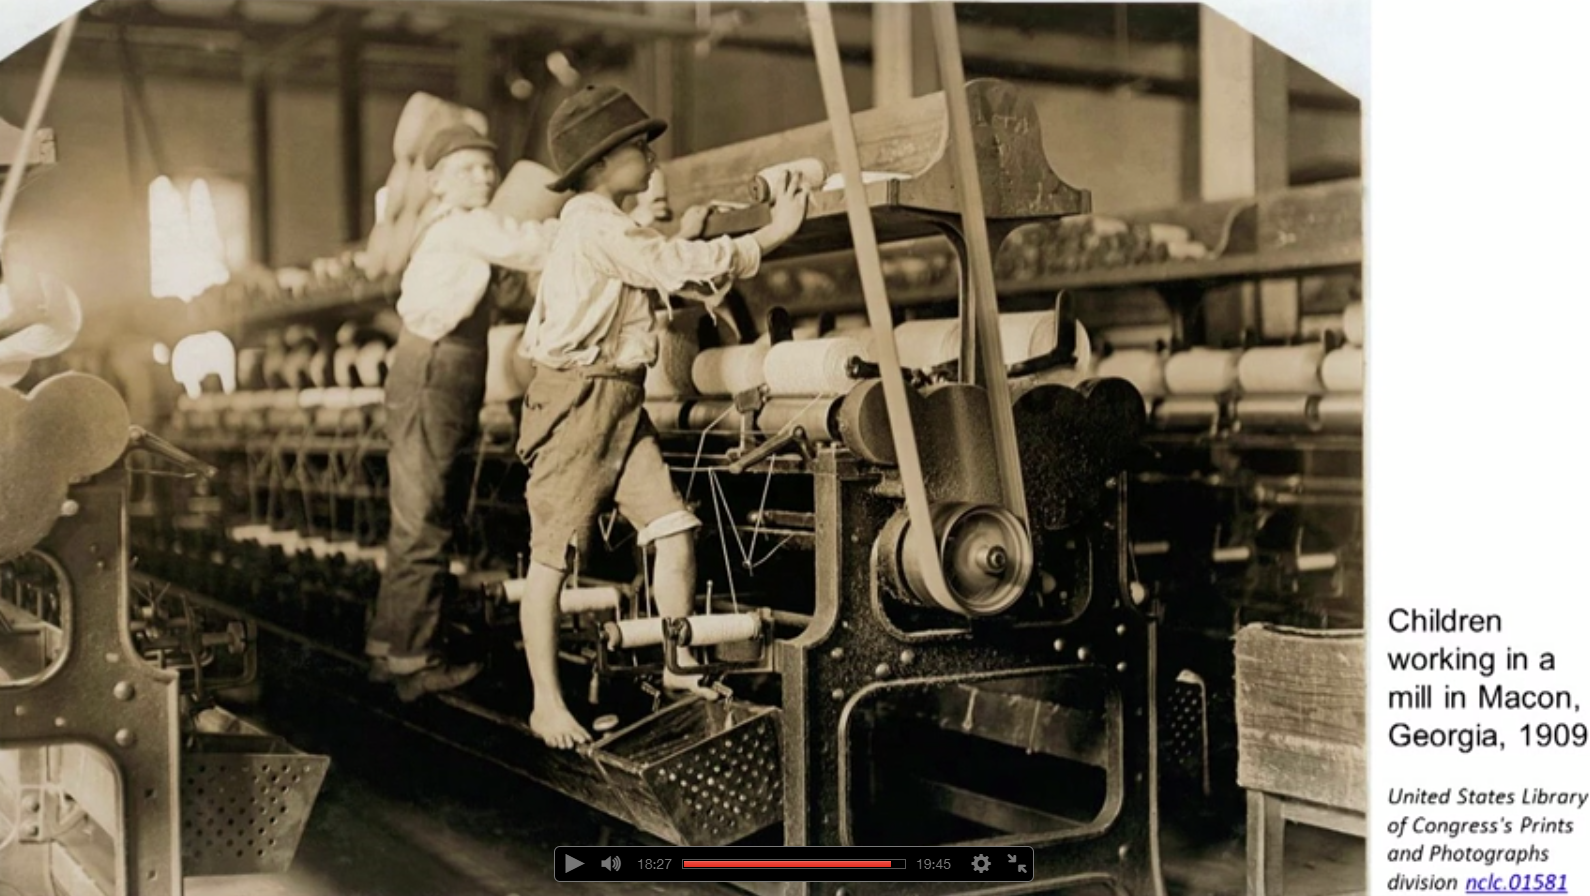 Children
working in a
mill in Macon,
Georgia, 1909
United States Library
of Congress's Prints
and Photographs
division nclc.01581
18:27
19:45